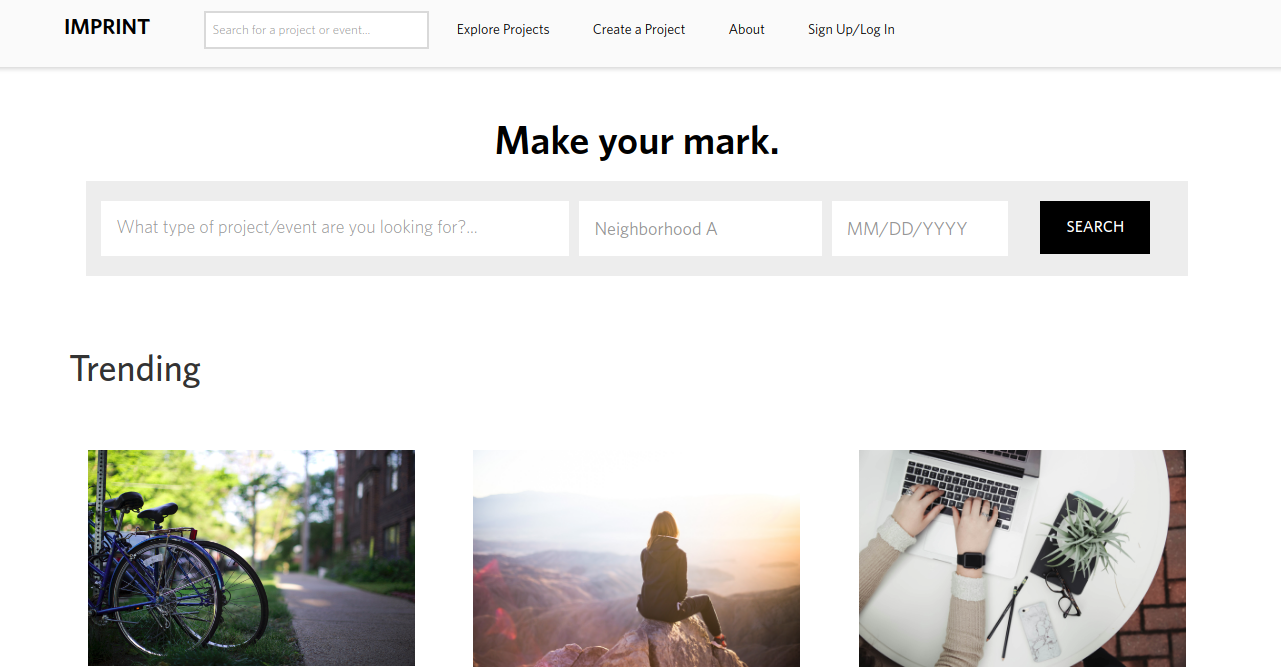 IMPRINT
Search for a project or event...
Explore Projects
Create a Project
About
Sign Up/Log In
Make your mark.
What type of project/event are you looking for?...
Neighborhood A
MM/DD/YYYY
SEARCH
Trending